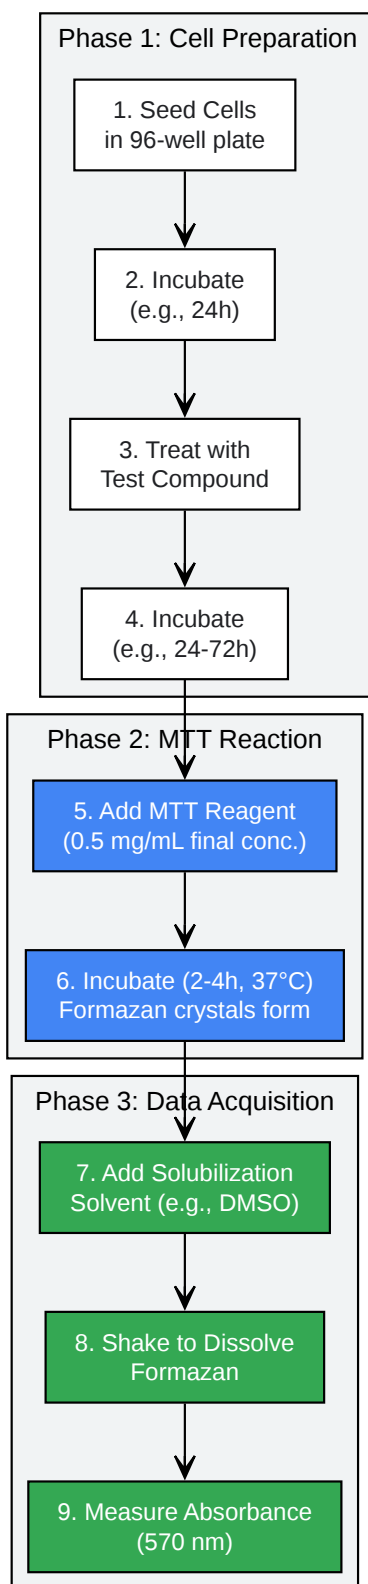 Phase 1: Cell Preparation
1. Seed Cells
in 96-well plate
2. Incubate
(e.g., 24h)
3. Treat with
Test Compound
4. Incubate
(e.g., 24-72h)
Phase 2: MTT Reaction
5. Add MTT Reagent
(0.5 mg/mL final conc.)
6. Incubate (2-4h, 37°C)
Formazan crystals form
Phase 3: Data Acquisition
7. Add Solubilization
Solvent (e.g., DMSO)
8. Shake to Dissolve
Formazan
9. Measure Absorbance
(570 nm)